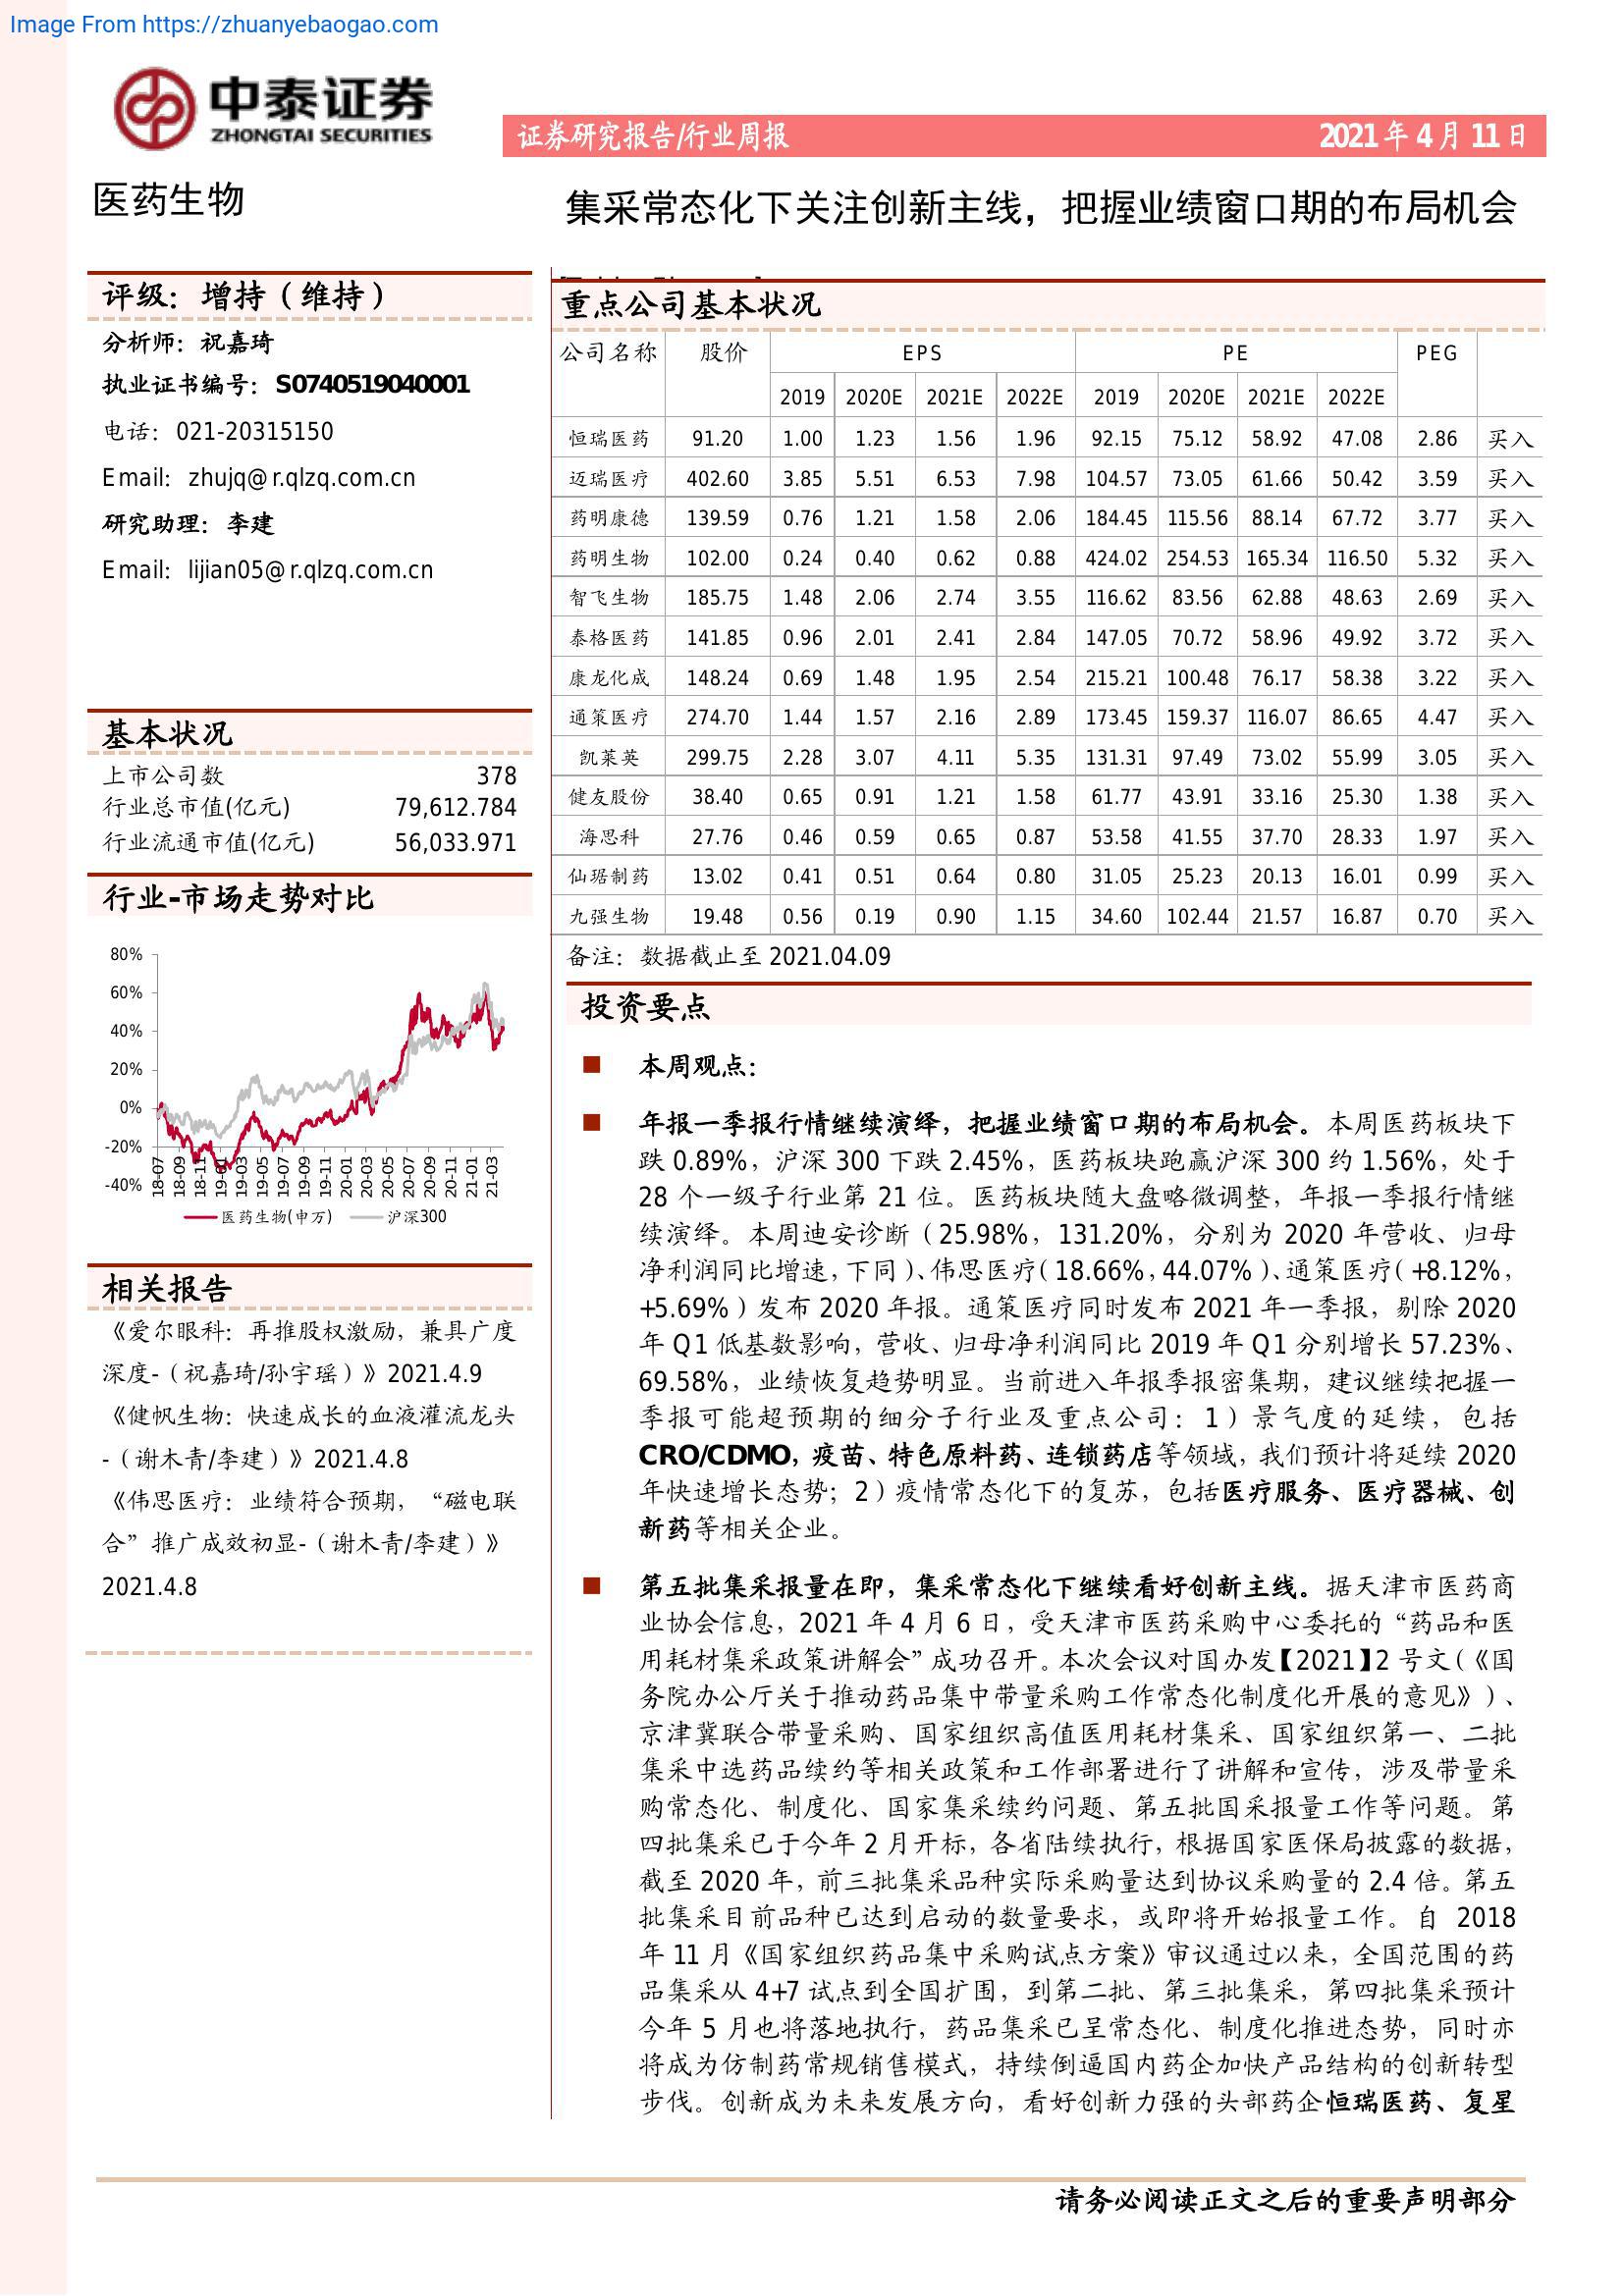 Image From https://zhuanyebaogao.com
中泰证券
ZHONGTAI SECURITIES
证券研究报告/行业周报 2021年4月11日
医药生物
集采常态化下关注创新主线，把握业绩窗口期的布局机会
评级：增持（维持）
分析师：祝嘉琦
执业证书编号：S0740519040001
电话：021-20315150
Email：zhujq@r.qlzq.com.cn
研究助理：李建
Email：lijian05@r.qlzq.com.cn
基本状况
上市公司数 378
行业总市值(亿元) 79,612.784
行业流通市值(亿元) 56,033.971
行业-市场走势对比
80%
60%
40%
20%
0%
-20%
-40%
18-07 18-09 18-11 19-01 19-03 19-05 19-07 19-09 19-11 20-01 20-03 20-05 20-07 20-09 20-11 21-01 21-03
医药生物(申万) 沪深300
相关报告
《爱尔眼科：再推股权激励，兼具广度
深度-（祝嘉琦/孙宇瑶）》2021.4.9
《健帆生物：快速成长的血液灌流龙头
-（谢木青/李建）》2021.4.8
《伟思医疗：业绩符合预期，“磁电联
合”推广成效初显-（谢木青/李建）》
2021.4.8
重点公司基本状况
公司名称 股价 EPS PE PEG
2019 2020E 2021E 2022E 2019 2020E 2021E 2022E
恒瑞医药 91.20 1.00 1.23 1.56 1.96 92.15 75.12 58.92 47.08 2.86 买入
迈瑞医疗 402.60 3.85 5.51 6.53 7.98 104.57 73.05 61.66 50.42 3.59 买入
药明康德 139.59 0.76 1.21 1.58 2.06 184.45 115.56 88.14 67.72 3.77 买入
药明生物 102.00 0.24 0.40 0.62 0.88 424.02 254.53 165.34 116.50 5.32 买入
智飞生物 185.75 1.48 2.06 2.74 3.55 116.62 83.56 62.88 48.63 2.69 买入
泰格医药 141.85 0.96 2.01 2.41 2.84 147.05 70.72 58.96 49.92 3.72 买入
康龙化成 148.24 0.69 1.48 1.95 2.54 215.21 100.48 76.17 58.38 3.22 买入
通策医疗 274.70 1.44 1.57 2.16 2.89 173.45 159.37 116.07 86.65 4.47 买入
凯莱英 299.75 2.28 3.07 4.11 5.35 131.31 97.49 73.02 55.99 3.05 买入
健友股份 38.40 0.65 0.91 1.21 1.58 61.77 43.91 33.16 25.30 1.38 买入
海思科 27.76 0.46 0.59 0.65 0.87 53.58 41.55 37.70 28.33 1.97 买入
仙琚制药 13.02 0.41 0.51 0.64 0.80 31.05 25.23 20.13 16.01 0.99 买入
九强生物 19.48 0.56 0.19 0.90 1.15 34.60 102.44 21.57 16.87 0.70 买入
备注：数据截止至 2021.04.09
投资要点
■ 本周观点：
■ 年报一季报行情继续演绎，把握业绩窗口期的布局机会。本周医药板块下
跌 0.89%，沪深 300 下跌 2.45%，医药板块跑赢沪深 300 约 1.56%，处于
28 个一级子行业第 21 位。医药板块随大盘略微调整，年报一季报行情继
续演绎。本周迪安诊断（25.98%，131.20%，分别为 2020 年营收、归母
净利润同比增速，下同）、伟思医疗（18.66%，44.07%）、通策医疗（+8.12%，
+5.69%）发布 2020 年报。通策医疗同时发布 2021 年一季报，剔除 2020
年 Q1 低基数影响，营收、归母净利润同比 2019 年 Q1 分别增长 57.23%、
69.58%，业绩恢复趋势明显。当前进入年报季报密集期，建议继续把握一
季报可能超预期的细分子行业及重点公司：1）景气度的延续，包括
CRO/CDMO，疫苗、特色原料药、连锁药店等领域，我们预计将延续 2020
年快速增长态势；2）疫情常态化下的复苏，包括医疗服务、医疗器械、创
新药等相关企业。
■ 第五批集采报量在即，集采常态化下继续看好创新主线。据天津市医药商
业协会信息，2021 年 4 月 6 日，受天津市医药采购中心委托的“药品和医
用耗材集采政策讲解会”成功召开。本次会议对国办发【2021】2 号文（《国
务院办公厅关于推动药品集中带量采购工作常态化制度化开展的意见》）、
京津冀联合带量采购、国家组织高值医用耗材集采、国家组织第一、二批
集采中选药品续约等相关政策和工作部署进行了讲解和宣传，涉及带量采
购常态化、制度化、国家集采续约问题、第五批国采报量工作等问题。第
四批集采已于今年 2 月开标，各省陆续执行，根据国家医保局披露的数据，
截至 2020 年，前三批集采品种实际采购量达到协议采购量的 2.4 倍。第五
批集采目前品种已达到启动的数量要求，或即将开始报量工作。自 2018
年 11 月《国家组织药品集中采购试点方案》审议通过以来，全国范围的药
品集采从 4+7 试点到全国扩围，到第二批、第三批集采，第四批集采预计
今年 5 月也将落地执行，药品集采已呈常态化、制度化推进态势，同时亦
将成为仿制药常规销售模式，持续倒逼国内药企加快产品结构的创新转型
步伐。创新成为未来发展方向，看好创新力强的头部药企恒瑞医药、复星
请务必阅读正文之后的重要声明部分